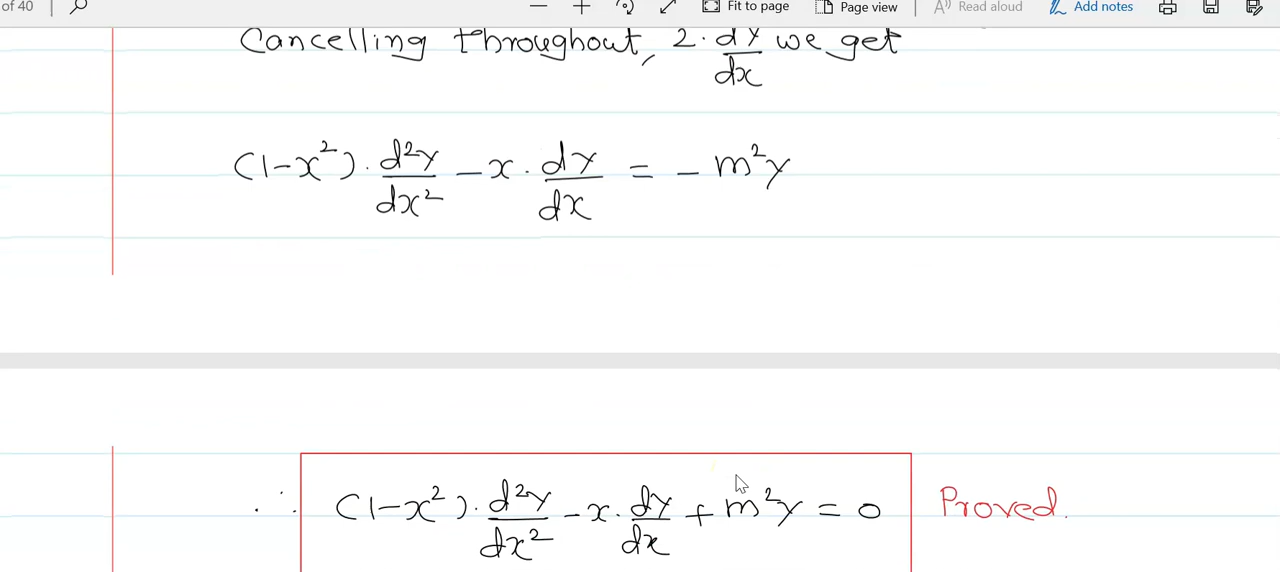 of 40 Fit to page Page view Read aloud Add notes
Cancelling throughout, 2·dy/dx we get
(1-x²)·d²y/dx² - x·dy/dx = - m²y
∴ (1-x²)·d²y/dx² - x·dy/dx + m²y = 0 Proved.